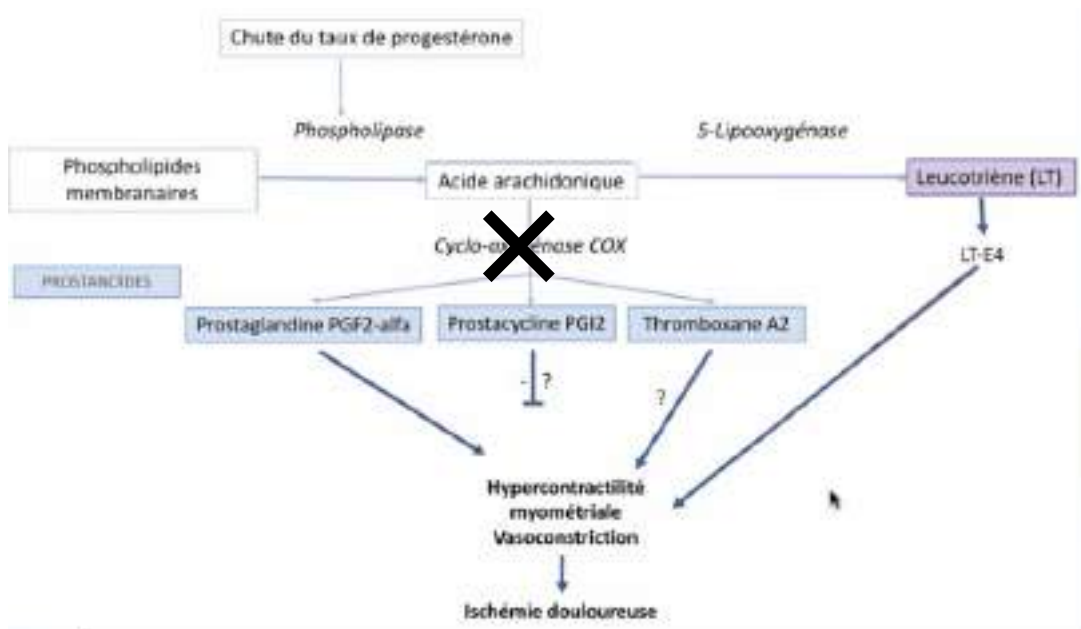 Chute du taux de progestérone
Phospholipase
5-Lipooxygénase
Phospholipides
membranaires
Acide arachidonique
Leucotriène (LT)
COX
LT-E4
PROSTANOIDES
Prostaglandine PGF2-alfa
Prostacycline PGI2
Thromboxane A2
- ?
?
Hypercontractilité
myométriale
Vasoconstriction
Ischémie douloureuse